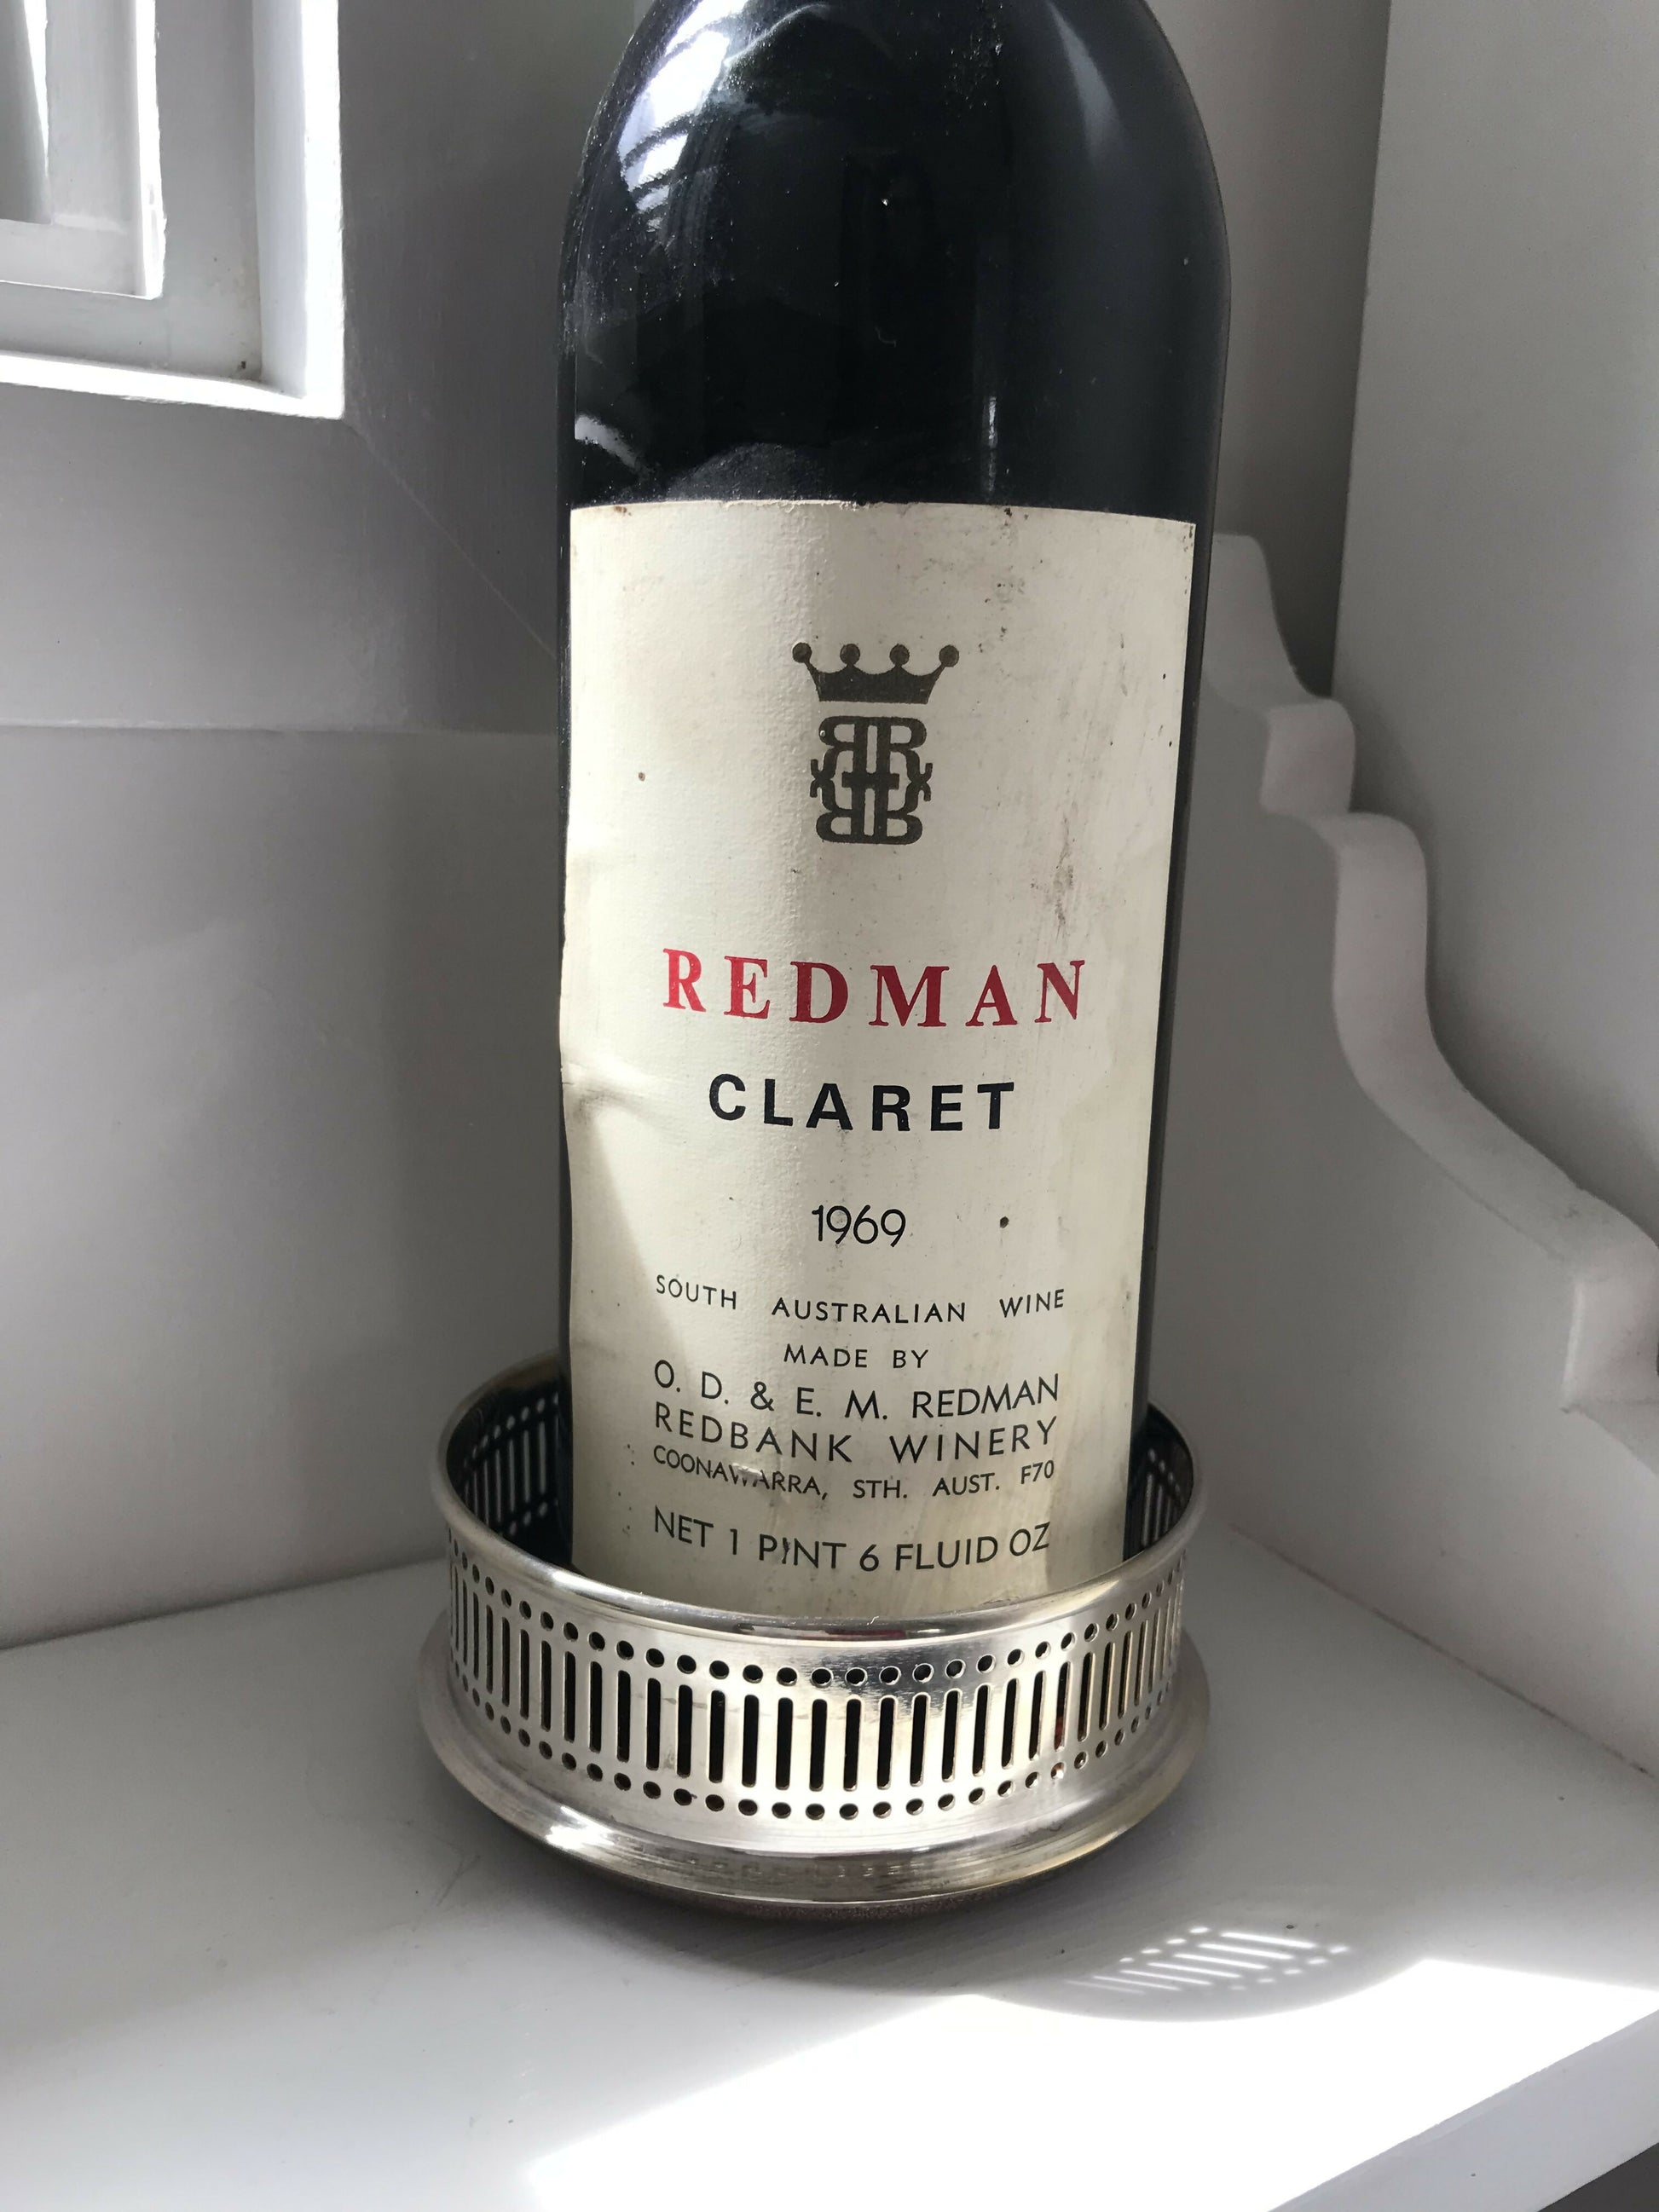 REDMAN
CLARET
1969
SOUTH AUSTRALIAN WINE
MADE BY
O. D. & E. M. REDMAN
REDBANK WINERY
COONAWARRA, STH. AUST. F70
NET 1 PINT 6 FLUID OZ